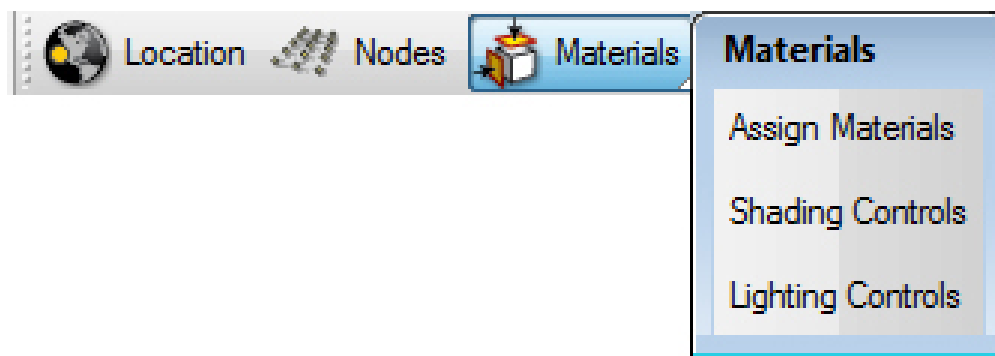 Location Nodes Materials
Materials
Assign Materials
Shading Controls
Lighting Controls